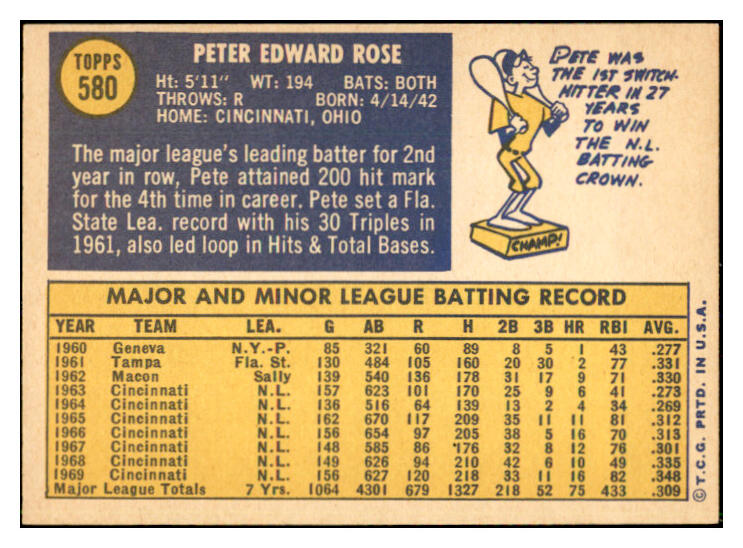 TOPPS
580
PETER EDWARD ROSE
Ht: 5'11" WT: 194 BATS: BOTH
THROWS: R BORN: 4/14/42
HOME: CINCINNATI, OHIO
The major league's leading batter for 2nd
year in row, Pete attained 200 hit mark
for the 4th time in career. Pete set a Fla.
State Lea. record with his 30 Triples in
1961, also led loop in Hits & Total Bases.
PETE WAS
THE 1ST SWITCH-
HITTER IN 27
YEARS
TO WIN
THE N.L.
BATTING
CROWN.
CHAMP!
MAJOR AND MINOR LEAGUE BATTING RECORD
YEAR TEAM LEA. G AB R H 2B 3B HR RBI AVG.
1960 Geneva N.Y.-P. 85 321 60 89 8 5 1 43 .277
1961 Tampa Fla. St. 130 484 105 160 20 30 2 77 .331
1962 Macon Sally 139 540 136 178 31 17 9 71 .330
1963 Cincinnati N.L. 157 623 101 170 25 9 6 41 .273
1964 Cincinnati N.L. 136 516 64 139 13 2 4 34 .269
1965 Cincinnati N.L. 162 670 117 209 35 11 11 81 .312
1966 Cincinnati N.L. 156 654 97 205 38 5 16 70 .313
1967 Cincinnati N.L. 148 585 86 176 32 8 12 76 .301
1968 Cincinnati N.L. 149 626 94 210 42 6 10 49 .335
1969 Cincinnati N.L. 156 627 120 218 33 11 16 82 .348
Major League Totals 7 Yrs. 1064 4301 679 1327 218 52 75 433 .309
© T.C.G. PRTD. IN U.S.A.